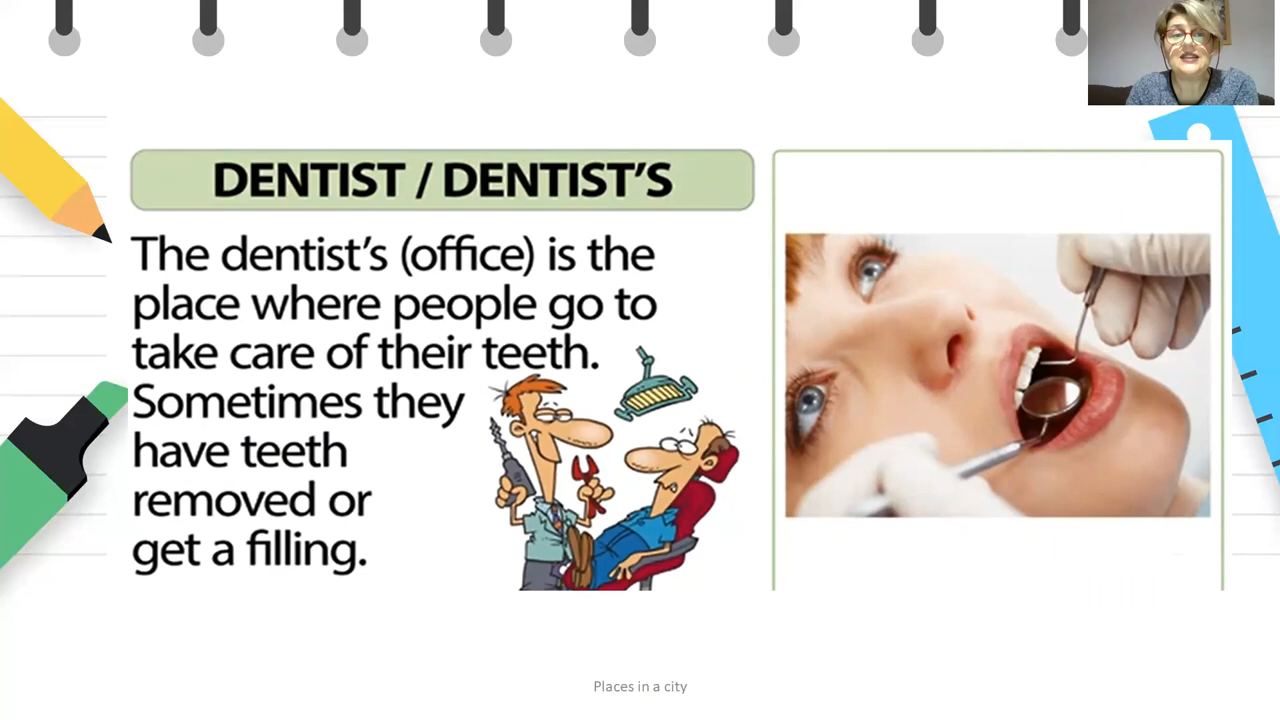 DENTIST / DENTIST'S
The dentist's (office) is the
place where people go to
take care of their teeth.
Sometimes they
have teeth
removed or
get a filling.
Places in a city